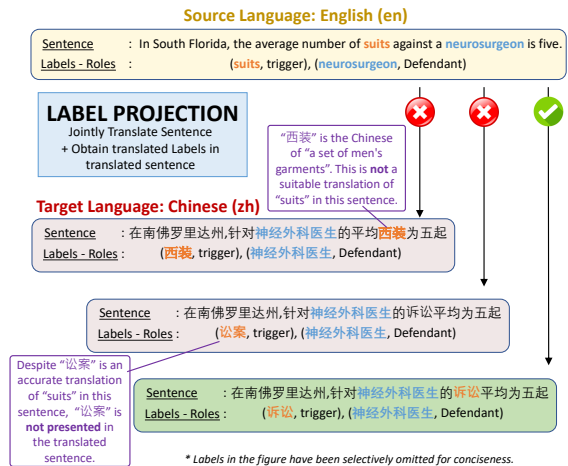 Source Language: English (en)
Sentence : In South Florida, the average number of suits against a neurosurgeon is five.
Labels - Roles : (suits, trigger), (neurosurgeon, Defendant)
LABEL PROJECTION
Jointly Translate Sentence
+ Obtain translated Labels in
translated sentence
“西装” is the Chinese
of “a set of men's
garments”. This is not a
suitable translation of
“suits” in this sentence.
Target Language: Chinese (zh)
Sentence : 在南佛罗里达州,针对神经外科医生的平均西装为五起
Labels - Roles : (西装, trigger), (神经外科医生, Defendant)
Sentence : 在南佛罗里达州,针对神经外科医生的诉讼平均为五起
Labels - Roles : (讼案, trigger), (神经外科医生, Defendant)
Despite “讼案” is an
accurate translation
of “suits” in this
sentence, “讼案” is
not presented in
the translated
sentence.
Sentence : 在南佛罗里达州,针对神经外科医生的诉讼平均为五起
Labels - Roles : (诉讼, trigger), (神经外科医生, Defendant)
* Labels in the figure have been selectively omitted for conciseness.